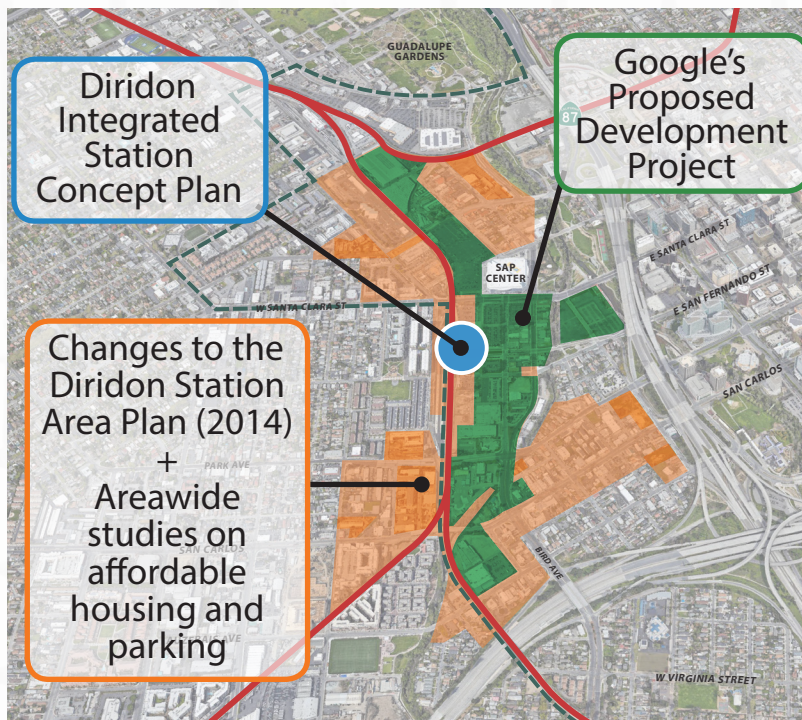 GUADALUPE
GARDENS
Diridon
Integrated
Station
Concept Plan
Google's
Proposed
Development
Project
87
SAP
CENTER
E SANTA CLARA ST
E SAN FERNANDO ST
W SANTA CLARA ST
SAN CARLOS
Changes to the
Diridon Station
Area Plan (2014)
+
Areawide
studies on
affordable
housing and
parking
PARK AVE
SAN CARLOS
AVE
BIRD AVE
W VIRGINIA STREET